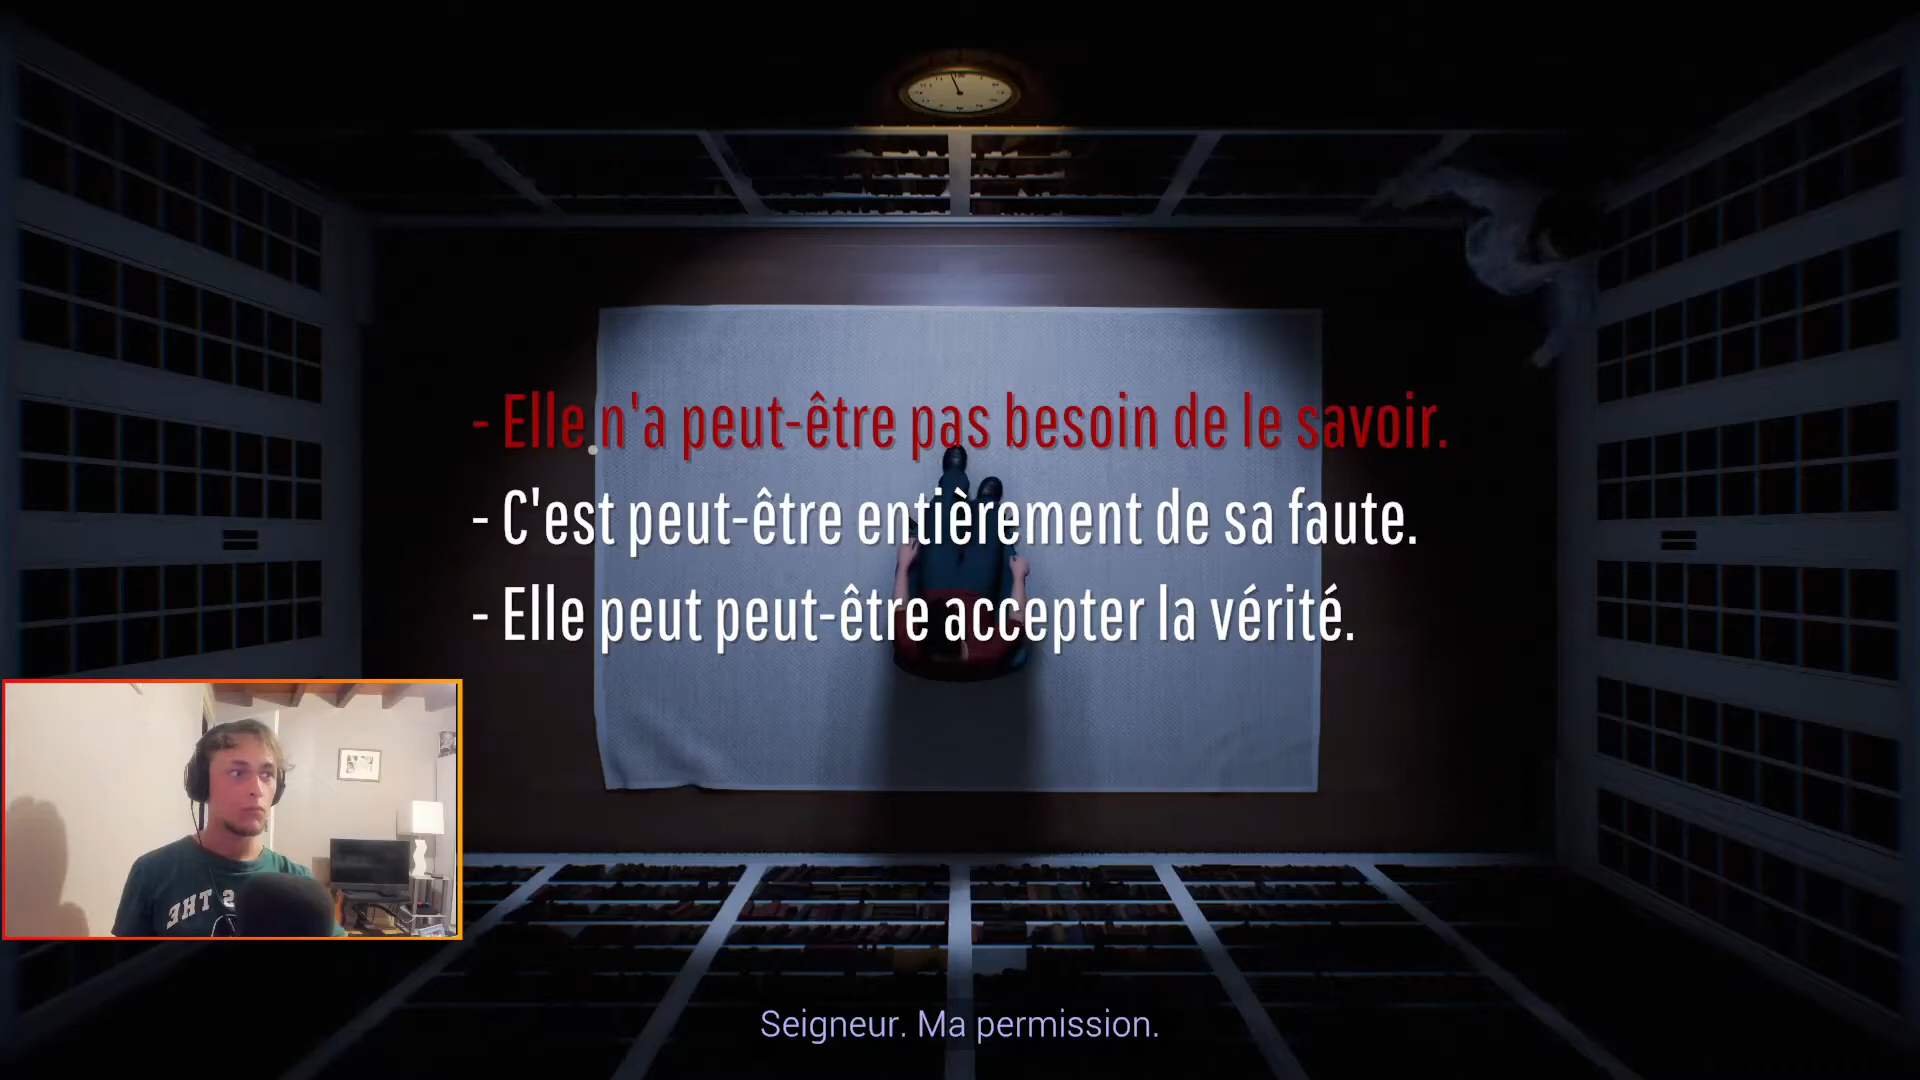 - Elle n'a peut-être pas besoin de le savoir.
- C'est peut-être entièrement de sa faute.
- Elle peut peut-être accepter la vérité.
THE
Seigneur. Ma permission.